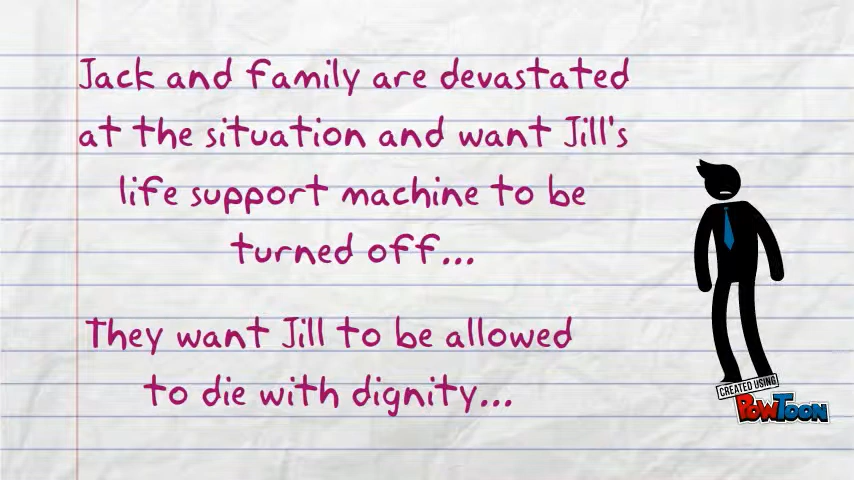 Jack and family are devastated
at the situation and want Jill's
life support machine to be
turned off...
They want Jill to be allowed
to die with dignity...
CREATED USING
POWTOON